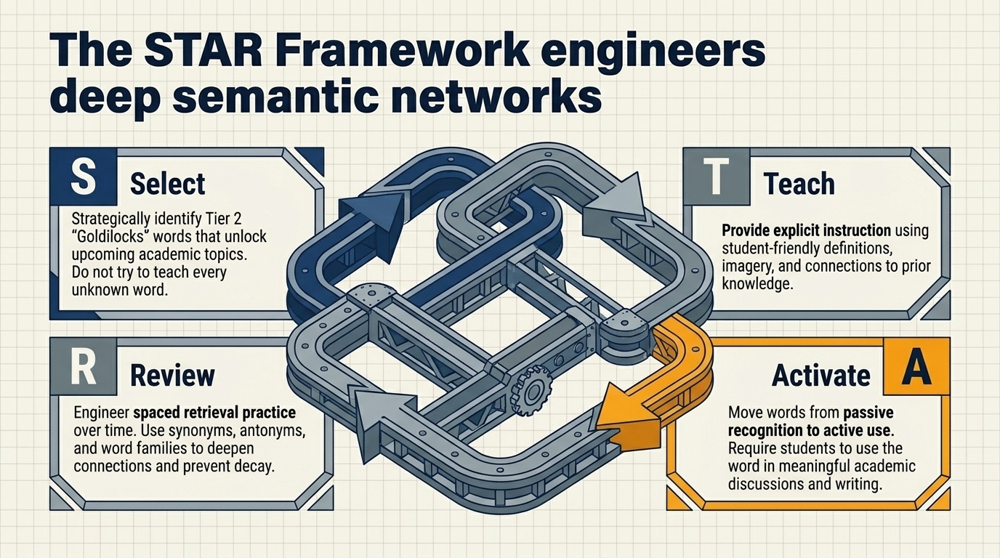 The STAR Framework engineers
deep semantic networks
S
Select
Strategically identify Tier 2
“Goldilocks” words that unlock
upcoming academic topics.
Do not try to teach every
unknown word.
T
Teach
Provide explicit instruction using
student-friendly definitions,
imagery, and connections to prior
knowledge.
A
Activate
Move words from passive
recognition to active use.
Require students to use the
word in meaningful academic
discussions and writing.
R
Review
Engineer spaced retrieval practice
over time. Use synonyms, antonyms,
and word families to deepen
connections and prevent decay.